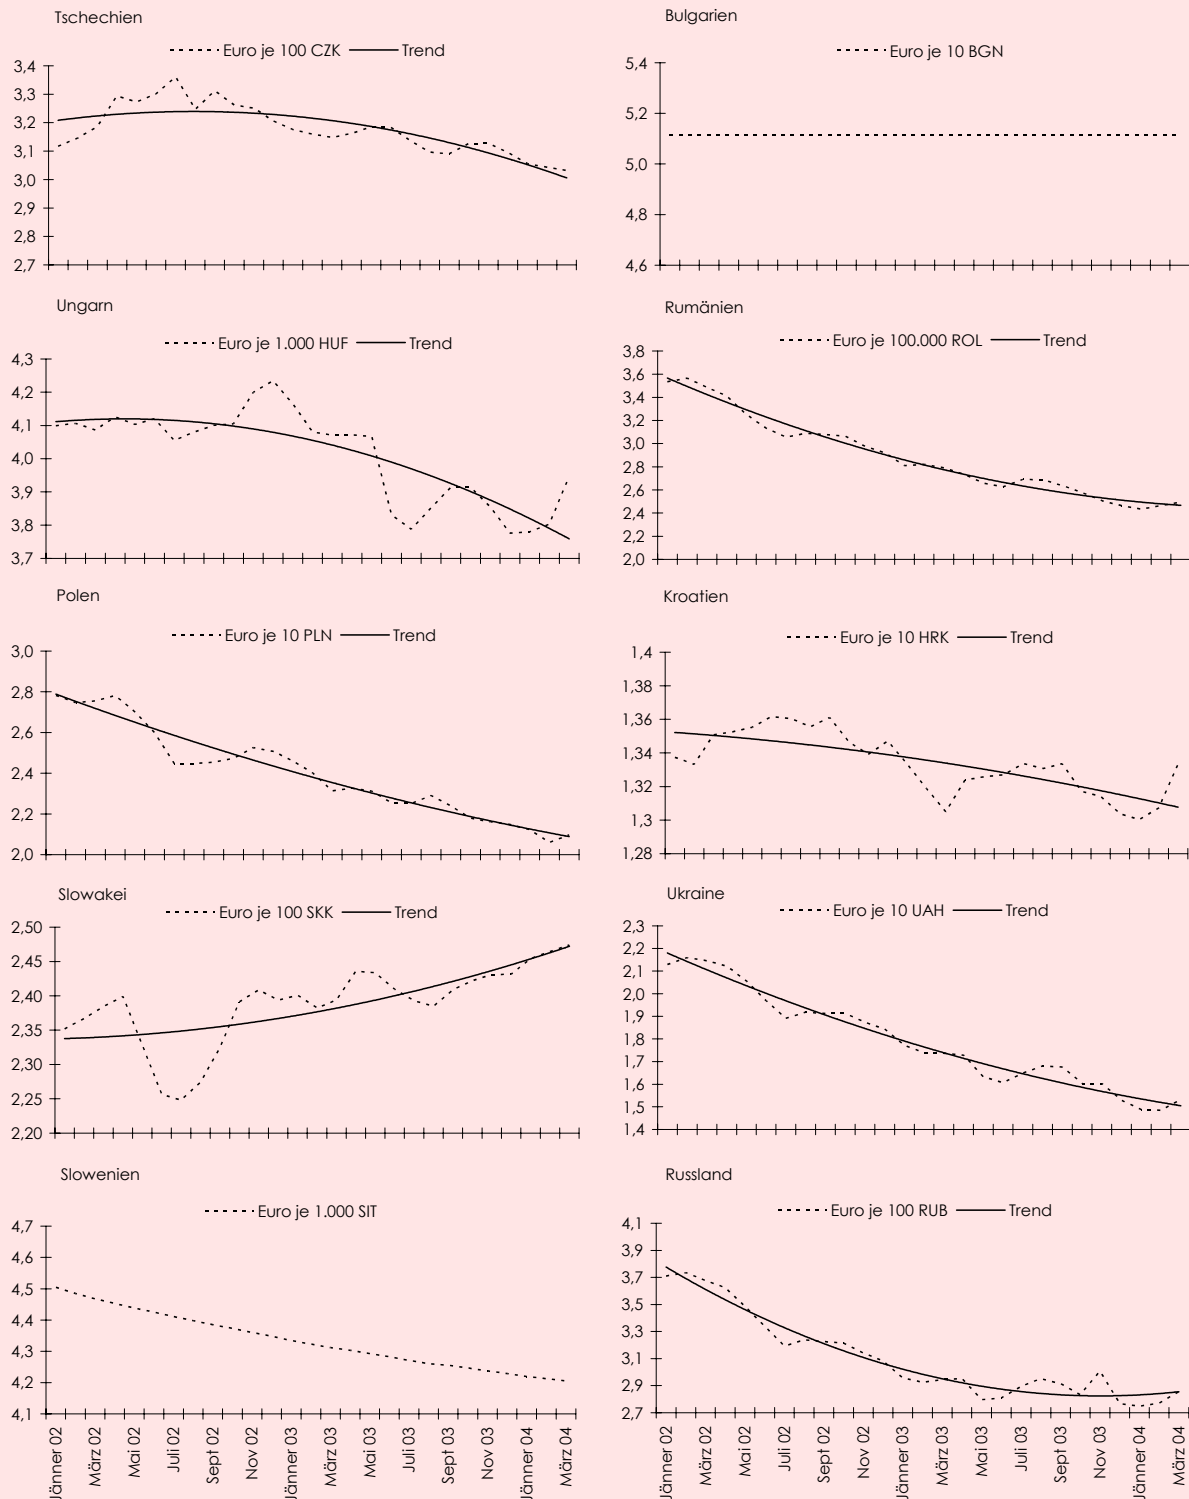 Tschechien
Euro je 100 CZK Trend
3,4
3,3
3,2
3,1
3,0
2,9
2,8
2,7
Bulgarien
Euro je 10 BGN
5,4
5,2
5,0
4,8
4,6
Ungarn
Euro je 1.000 HUF Trend
4,3
4,2
4,1
4,0
3,9
3,8
3,7
Rumänien
Euro je 100.000 ROL Trend
3,8
3,6
3,4
3,2
3,0
2,8
2,6
2,4
2,2
2,0
Polen
Euro je 10 PLN Trend
3,0
2,8
2,6
2,4
2,2
2,0
Kroatien
Euro je 10 HRK Trend
1,4
1,38
1,36
1,34
1,32
1,3
1,28
Slowakei
Euro je 100 SKK Trend
2,50
2,45
2,40
2,35
2,30
2,25
2,20
Ukraine
Euro je 10 UAH Trend
2,3
2,2
2,1
2,0
1,9
1,8
1,7
1,6
1,5
1,4
Slowenien
Euro je 1.000 SIT
4,7
4,6
4,5
4,4
4,3
4,2
4,1
Jänner 02
März 02
Mai 02
Juli 02
Sept 02
Nov 02
Jänner 03
März 03
Mai 03
Juli 03
Sept 03
Nov 03
Jänner 04
März 04
Russland
Euro je 100 RUB Trend
4,1
3,9
3,7
3,5
3,3
3,1
2,9
2,7
Jänner 02
März 02
Mai 02
Juli 02
Sept 02
Nov 02
Jänner 03
März 03
Mai 03
Juli 03
Sept 03
Nov 03
Jänner 04
März 04